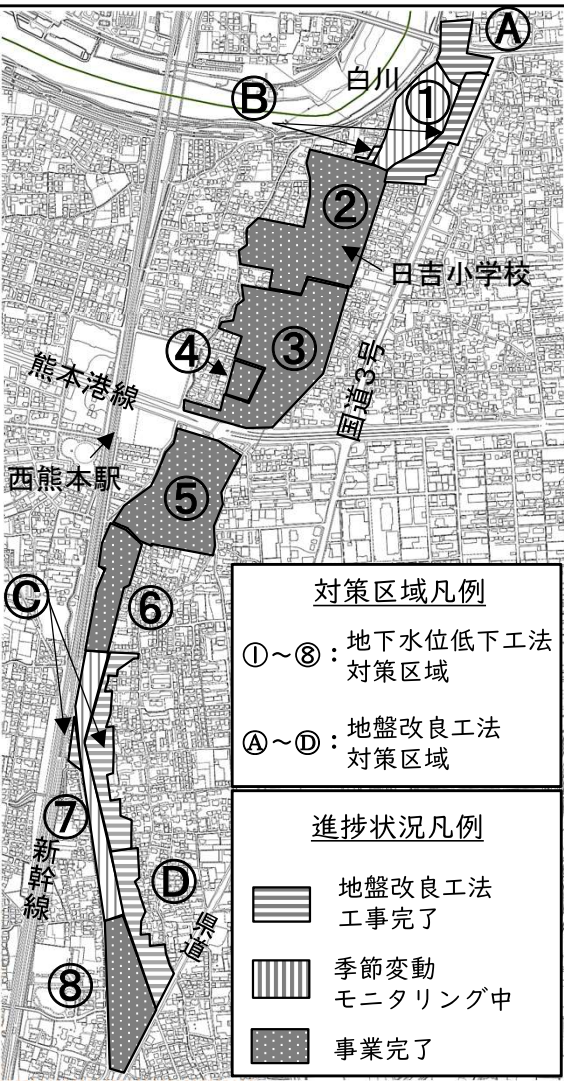 Ⓐ
白川
Ⓑ
①
②
日吉小学校
④
③
熊本港線
国道3号
西熊本駅
⑤
Ⓒ
⑥
⑦
新幹線
Ⓓ
県道
⑧
対策区域凡例
①～⑧：地下水位低下工法
対策区域
Ⓐ～Ⓓ：地盤改良工法
対策区域
進捗状況凡例
地盤改良工法
工事完了
季節変動
モニタリング中
事業完了